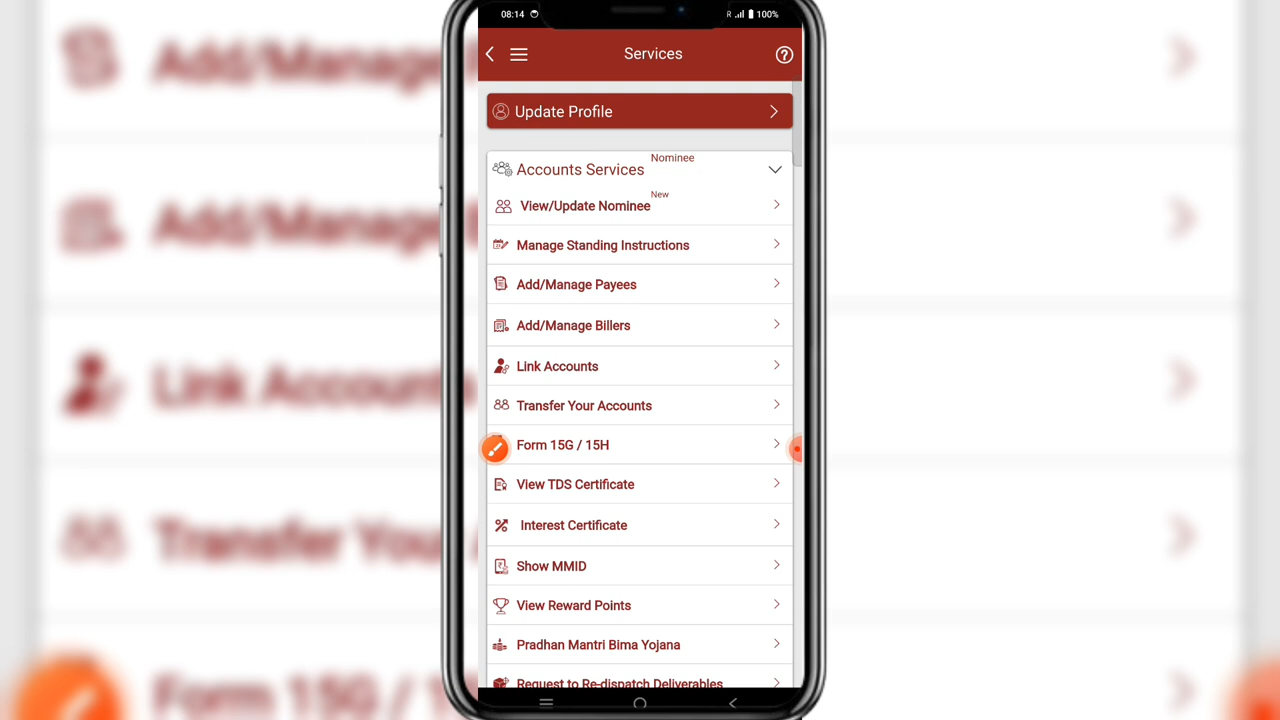 08:14 R 100%
Services
Update Profile
Nominee
Accounts Services
New
View/Update Nominee
Manage Standing Instructions
Add/Manage Payees
Add/Manage Billers
Link Accounts
Transfer Your Accounts
Form 15G / 15H
View TDS Certificate
Interest Certificate
Show MMID
View Reward Points
Pradhan Mantri Bima Yojana
Request to Re-dispatch Deliverables
Add/Manage
Add/Manage
Link Accounts
Transfer You
Form 15G / 1